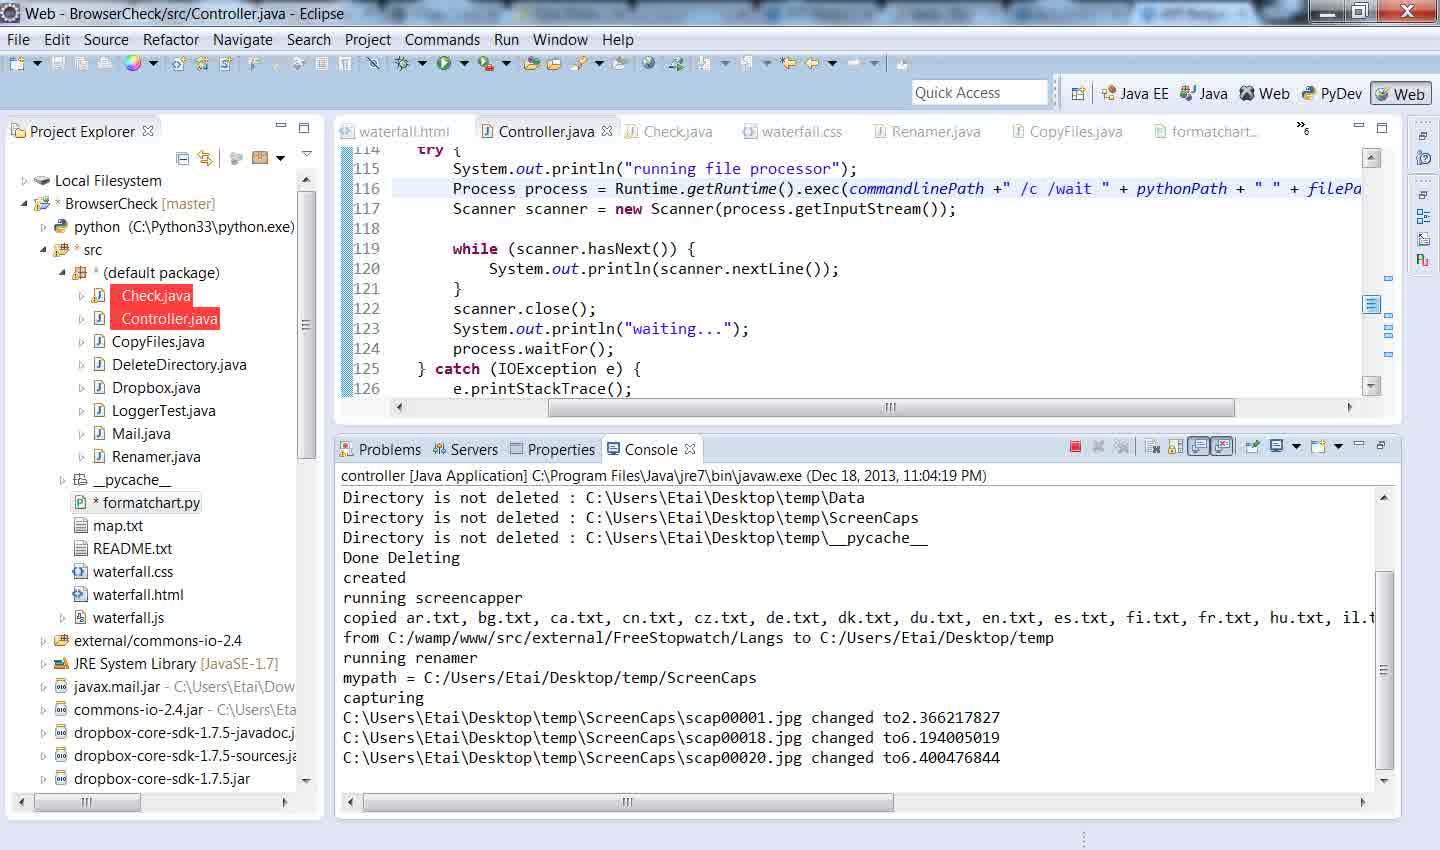 Web - BrowserCheck/src/Controller.java - Eclipse
File Edit Source Refactor Navigate Search Project Commands Run Window Help
Quick Access
Java EE Java Web PyDev Web
Project Explorer
Local Filesystem
* BrowserCheck [master]
python (C:\Python33\python.exe)
* src
* (default package)
Check.java
Controller.java
CopyFiles.java
DeleteDirectory.java
Dropbox.java
LoggerTest.java
Mail.java
Renamer.java
__pycache__
* formatchart.py
map.txt
README.txt
waterfall.css
waterfall.html
waterfall.js
external/commons-io-2.4
JRE System Library [JavaSE-1.7]
javax.mail.jar - C:\Users\Etai\Dow
commons-io-2.4.jar - C:\Users\Eta
dropbox-core-sdk-1.7.5-javadoc.j
dropbox-core-sdk-1.7.5-sources.ja
dropbox-core-sdk-1.7.5.jar
waterfall.html Controller.java Check.java waterfall.css Renamer.java CopyFiles.java formatchart... »6
114 try {
115 System.out.println("running file processor");
116 Process process = Runtime.getRuntime().exec(commandlinePath +" /c /wait " + pythonPath + " " + filePa
117 Scanner scanner = new Scanner(process.getInputStream());
118
119 while (scanner.hasNext()) {
120 System.out.println(scanner.nextLine());
121 }
122 scanner.close();
123 System.out.println("waiting...");
124 process.waitFor();
125 } catch (IOException e) {
126 e.printStackTrace();
Problems Servers Properties Console
controller [Java Application] C:\Program Files\Java\jre7\bin\javaw.exe (Dec 18, 2013, 11:04:19 PM)
Directory is not deleted : C:\Users\Etai\Desktop\temp\Data
Directory is not deleted : C:\Users\Etai\Desktop\temp\ScreenCaps
Directory is not deleted : C:\Users\Etai\Desktop\temp\__pycache__
Done Deleting
created
running screencapper
copied ar.txt, bg.txt, ca.txt, cn.txt, cz.txt, de.txt, dk.txt, du.txt, en.txt, es.txt, fi.txt, fr.txt, hu.txt, il.t
from C:/wamp/www/src/external/FreeStopwatch/Langs to C:/Users/Etai/Desktop/temp
running renamer
mypath = C:/Users/Etai/Desktop/temp/ScreenCaps
capturing
C:\Users\Etai\Desktop\temp\ScreenCaps\scap00001.jpg changed to2.366217827
C:\Users\Etai\Desktop\temp\ScreenCaps\scap00018.jpg changed to6.194005019
C:\Users\Etai\Desktop\temp\ScreenCaps\scap00020.jpg changed to6.400476844